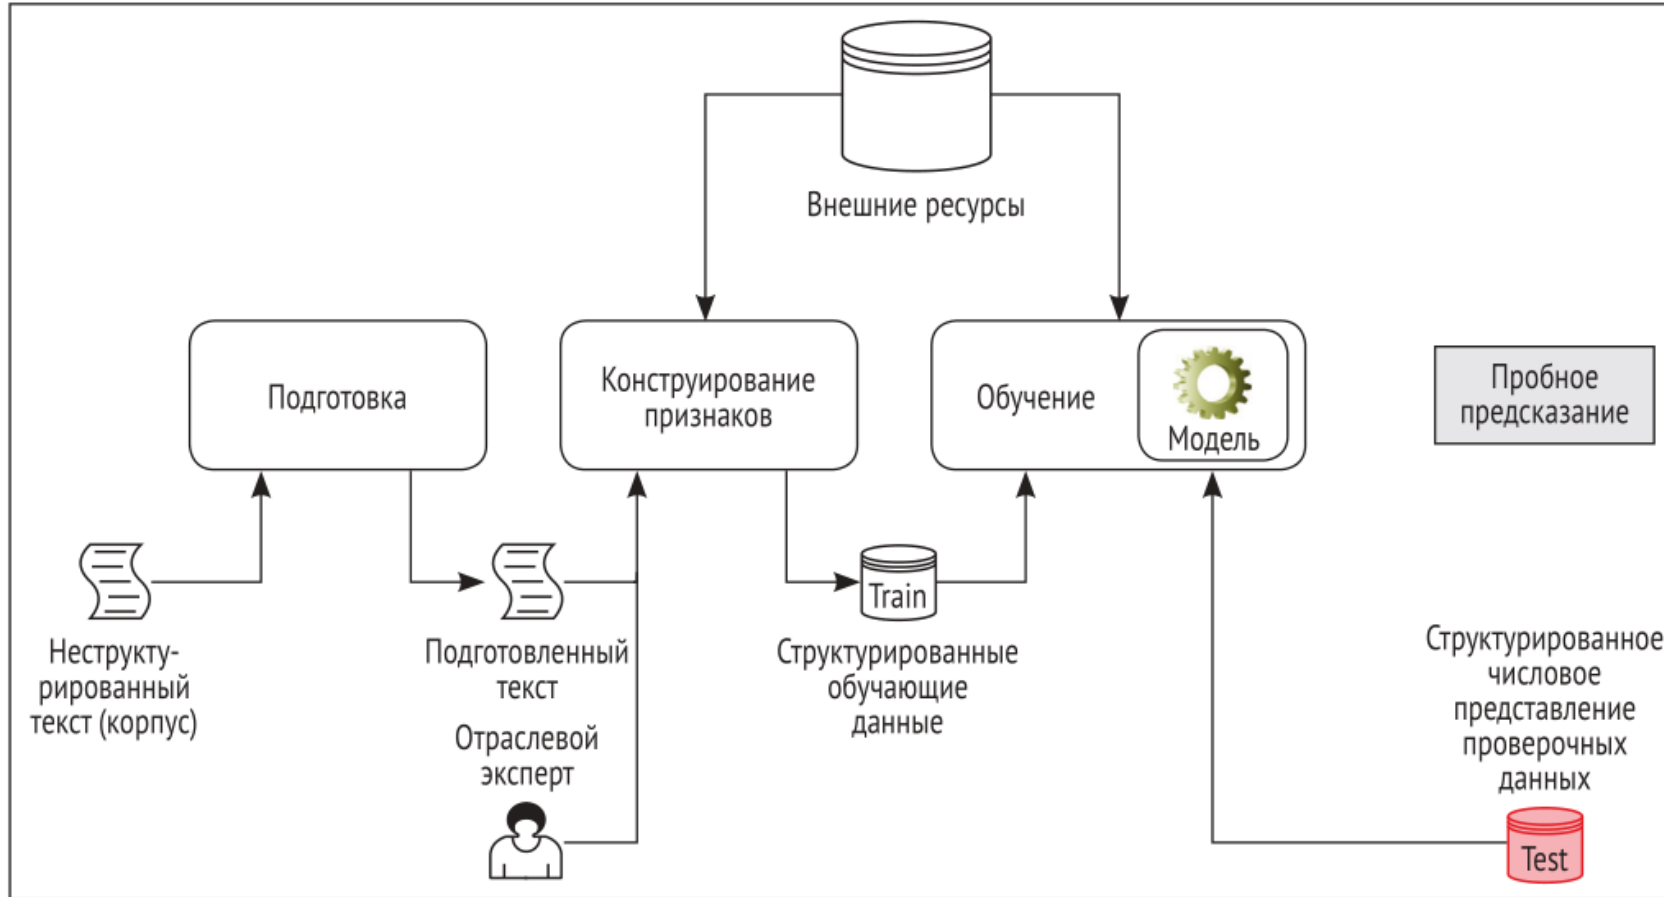 Внешние ресурсы
Подготовка
Конструирование
признаков
Обучение
Модель
Пробное
предсказание
Неструкту-
рированный
текст (корпус)
Подготовленный
текст
Отраслевой
эксперт
Train
Структурированные
обучающие
данные
Структурированное
числовое
представление
проверочных
данных
Test